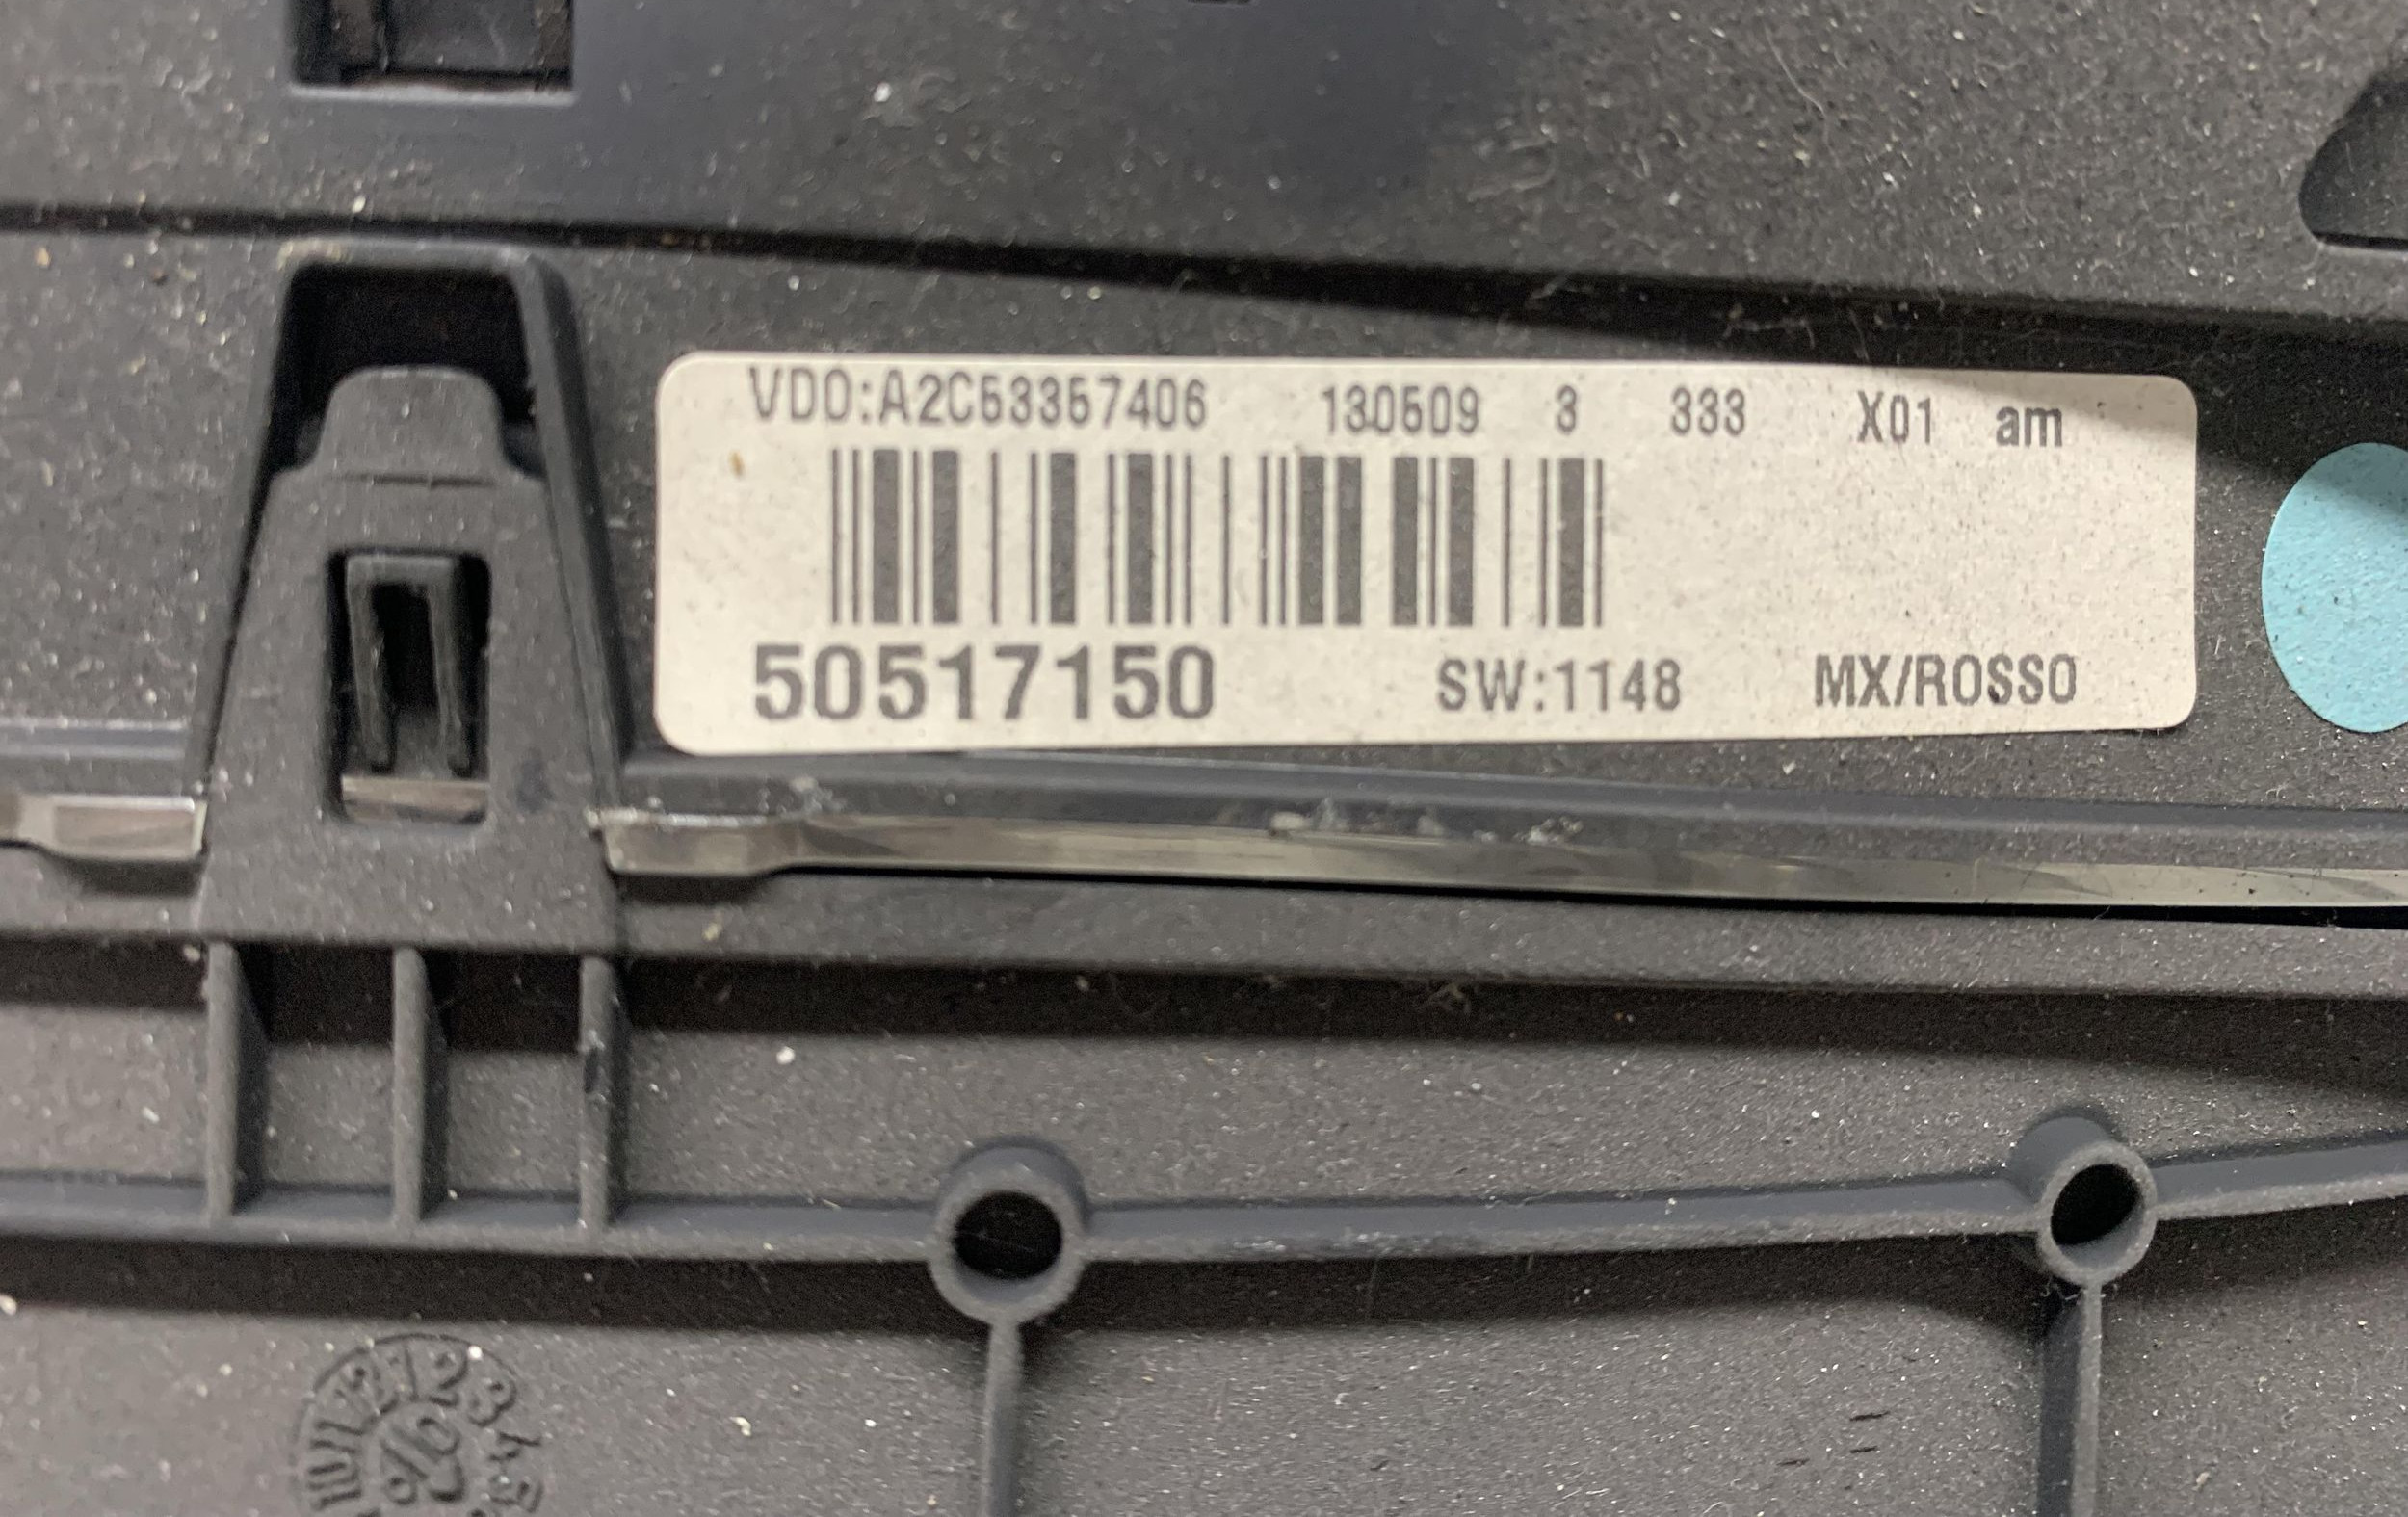 VDO:A2C53357406 130509 3 333 X01 am
50517150 SW:1148 MX/ROSSO